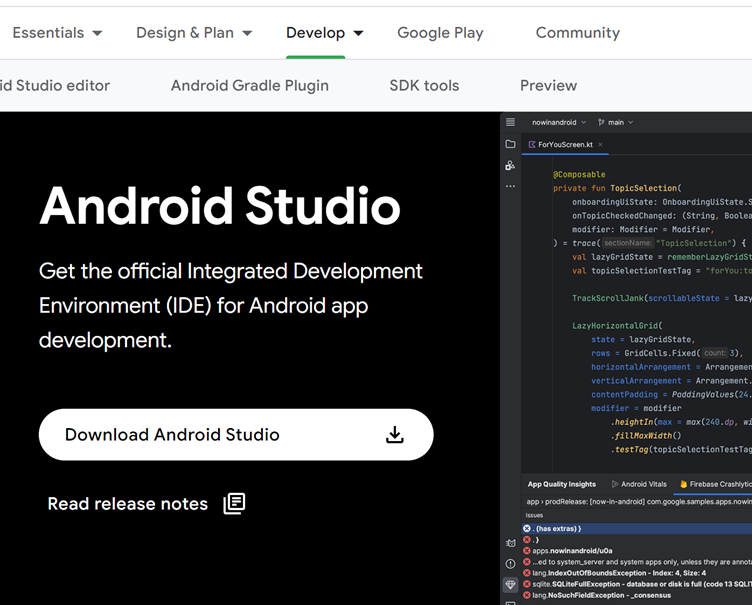 Essentials Design & Plan Develop Google Play Community
id Studio editor Android Gradle Plugin SDK tools Preview
Android Studio
Get the official Integrated Development
Environment (IDE) for Android app
development.
Download Android Studio
Read release notes
nowinandroid main
ForYouScreen.kt
@Composable
private fun TopicSelection(
onboardingUiState: OnboardingUiState.S
onTopicCheckedChanged: (String, Boolea
modifier: Modifier = Modifier,
) = trace( sectionName: "TopicSelection") {
val lazyGridState = rememberLazyGridSt
val topicSelectionTestTag = "forYou:to
TrackScrollJank(scrollableState = lazy
LazyHorizontalGrid(
state = lazyGridState,
rows = GridCells.Fixed( count: 3),
horizontalArrangement = Arrangemen
verticalArrangement = Arrangement.
contentPadding = PaddingValues(24.
modifier = modifier
.heightIn(max = max(240.dp, wi
.fillMaxWidth()
.testTag(topicSelectionTestTag
App Quality Insights Android Vitals Firebase Crashlytic
app › prodRelease: [now-in-android] com.google.samples.apps.nowin
Issues
. (has extras) }
. }
apps.nowinandroid/u0a
...ed to system_server and system apps only, unless they are annota
lang.IndexOutOfBoundsException - Index: 4, Size: 4
sqlite.SQLiteFullException - database or disk is full (code 13 SQLIT
lang.NoSuchFieldException - _consensus